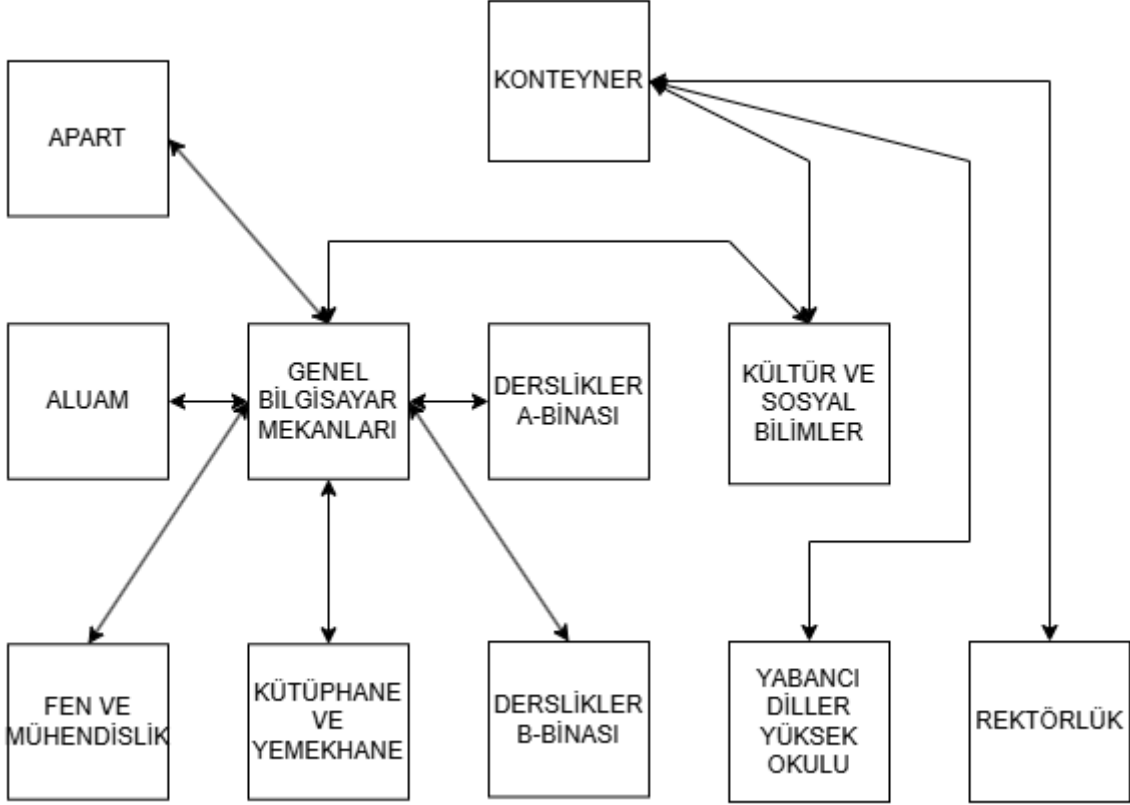 KONTEYNER
APART
ALUAM
GENEL
BİLGİSAYAR
MEKANLARI
DERSLİKLER
A-BİNASI
KÜLTÜR VE
SOSYAL
BİLİMLER
FEN VE
MÜHENDİSLİK
KÜTÜPHANE
VE
YEMEKHANE
DERSLİKLER
B-BİNASI
YABANCI
DİLLER
YÜKSEK
OKULU
REKTÖRLÜK